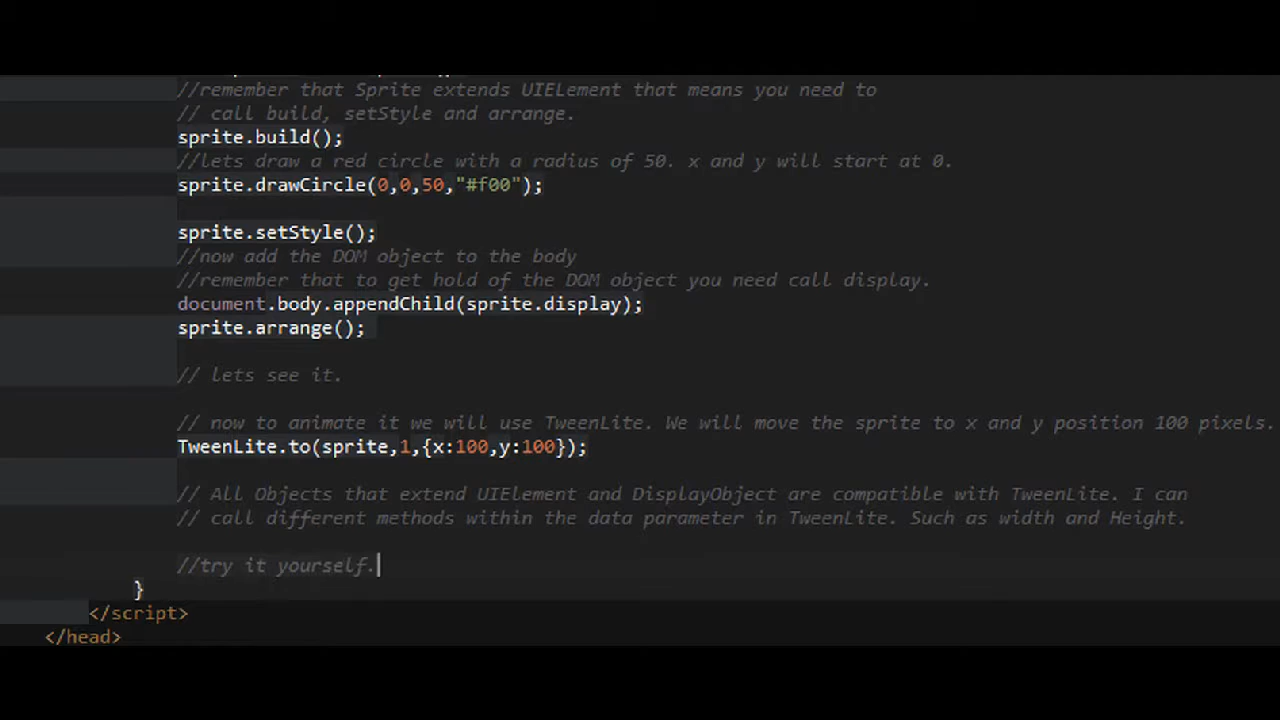 //remember that Sprite extends UIELement that means you need to
// call build, setStyle and arrange.
sprite.build();
//lets draw a red circle with a radius of 50. x and y will start at 0.
sprite.drawCircle(0,0,50,"#f00");
sprite.setStyle();
//now add the DOM object to the body
//remember that to get hold of the DOM object you need call display.
document.body.appendChild(sprite.display);
sprite.arrange();
// lets see it.
// now to animate it we will use TweenLite. We will move the sprite to x and y position 100 pixels.
TweenLite.to(sprite,1,{x:100,y:100});
// All Objects that extend UIElement and DisplayObject are compatible with TweenLite. I can
// call different methods within the data parameter in TweenLite. Such as width and Height.
//try it yourself.
}
</script>
</head>